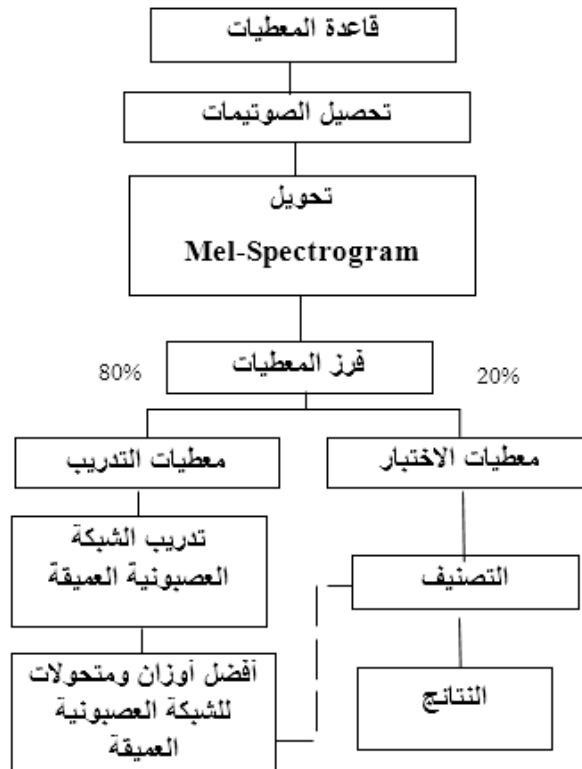 قاعدة المعطيات
تحصيل الصوتيمات
تحويل
Mel-Spectrogram
فرز المعطيات
80%
20%
معطيات التدريب
معطيات الاختبار
تدريب الشبكة
العصبونية العميقة
التصنيف
أفضل أوزان ومتحولات
للشبكة العصبونية
العميقة
النتائج